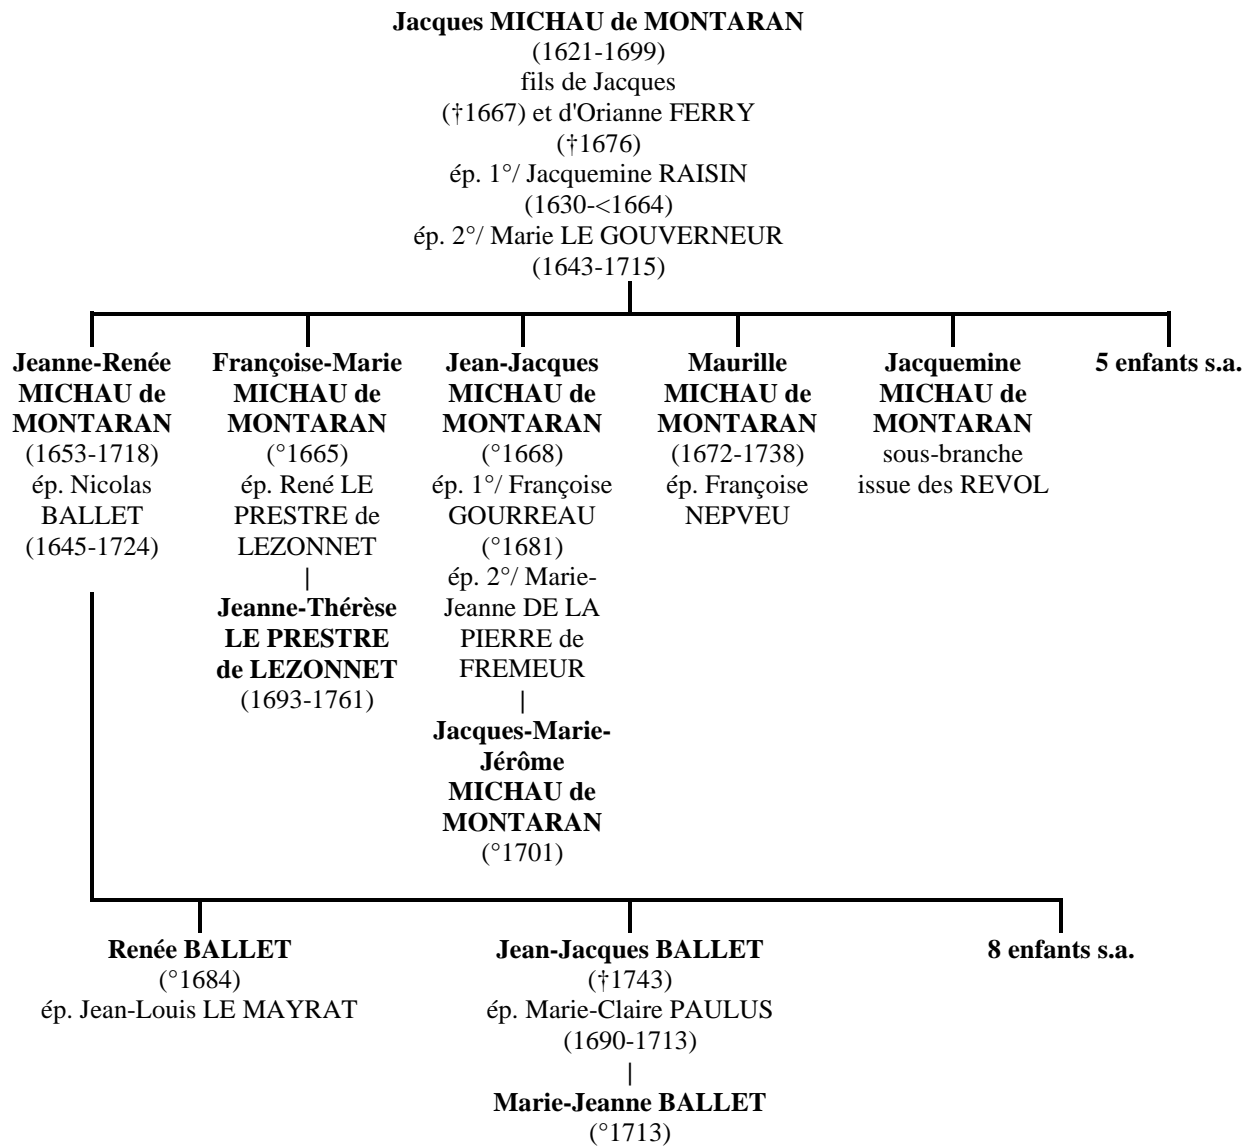 Jacques MICHAU de MONTARAN
(1621-1699)
fils de Jacques
(†1667) et d'Orianne FERRY
(†1676)
ép. 1°/ Jacquemine RAISIN
(1630-<1664)
ép. 2°/ Marie LE GOUVERNEUR
(1643-1715)
Jeanne-Renée
MICHAU de
MONTARAN
(1653-1718)
ép. Nicolas
BALLET
(1645-1724)
Françoise-Marie
MICHAU de
MONTARAN
(°1665)
ép. René LE
PRESTRE de
LEZONNET
|
Jeanne-Thérèse
LE PRESTRE
de LEZONNET
(1693-1761)
Jean-Jacques
MICHAU de
MONTARAN
(°1668)
ép. 1°/ Françoise
GOURREAU
(°1681)
ép. 2°/ Marie-
Jeanne DE LA
PIERRE de
FREMEUR
|
Jacques-Marie-
Jérôme
MICHAU de
MONTARAN
(°1701)
Maurille
MICHAU de
MONTARAN
(1672-1738)
ép. Françoise
NEPVEU
Jacquemine
MICHAU de
MONTARAN
sous-branche
issue des REVOL
5 enfants s.a.
Renée BALLET
(°1684)
ép. Jean-Louis LE MAYRAT
Jean-Jacques BALLET
(†1743)
ép. Marie-Claire PAULUS
(1690-1713)
|
Marie-Jeanne BALLET
(°1713)
8 enfants s.a.